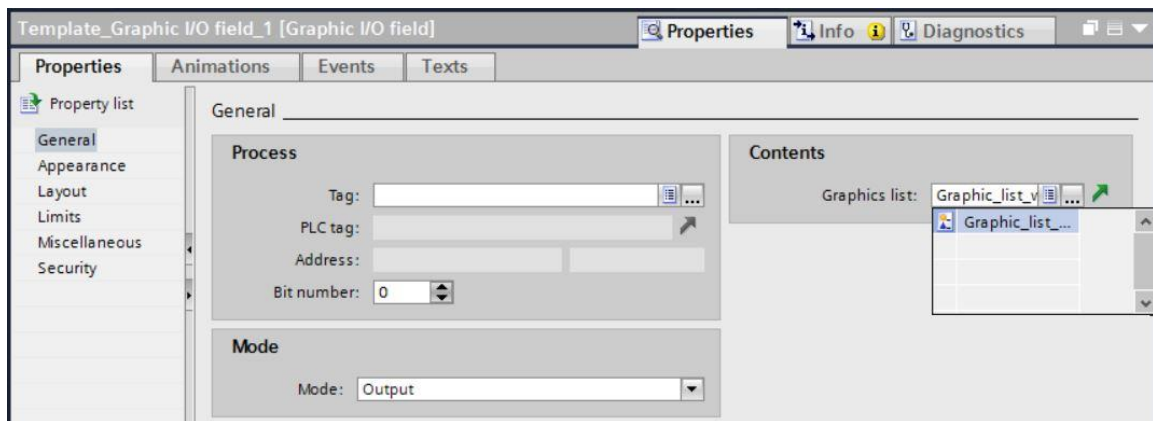 Template_Graphic I/O field_1 [Graphic I/O field]
Properties
Info
Diagnostics
Properties
Animations
Events
Texts
Property list
General
Appearance
Layout
Limits
Miscellaneous
Security
General
Process
Tag:
...
PLC tag:
Address:
Bit number: 0
Mode
Mode: Output
Contents
Graphics list: Graphic_list_v ...
Graphic_list_...